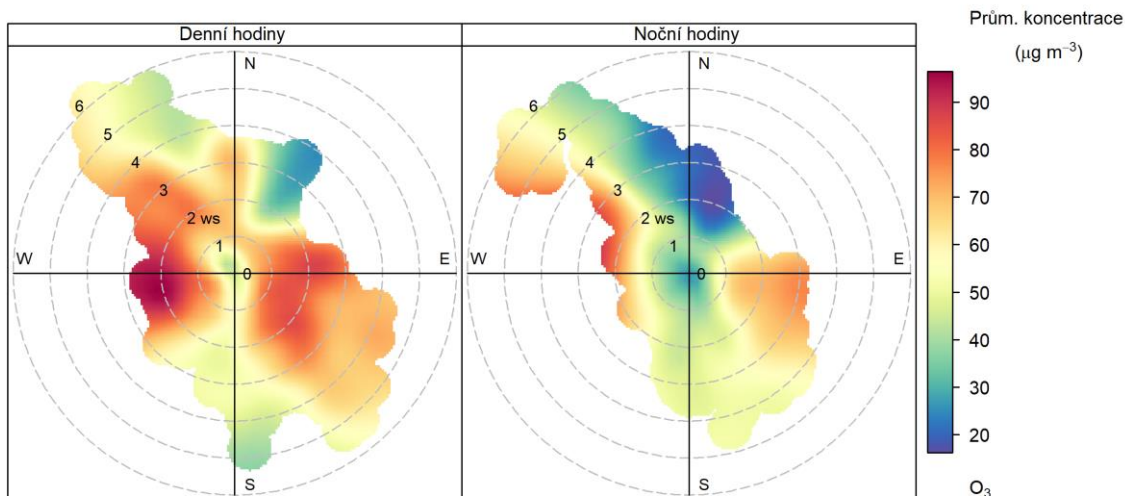 Denní hodiny
N
6
5
4
3
2 ws
1
0
W
E
S
Noční hodiny
N
6
5
4
3
2 ws
1
0
W
E
S
Prům. koncentrace
(μg m⁻³)
90
80
70
60
50
40
30
20
O₃